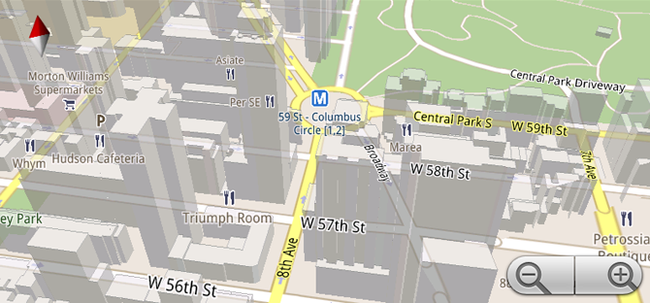 Morton Williams
Supermarkets
Asiate
Per SE
P
Whym
Hudson Cafeteria
M
59 St - Columbus
Circle [1,2]
Central Park Driveway
Central Park S
W 59th St
Marea
Broadway
7th Ave
W 58th St
Triumph Room
W 57th St
8th Ave
W 56th St
ey Park
Petrossia
Boutique